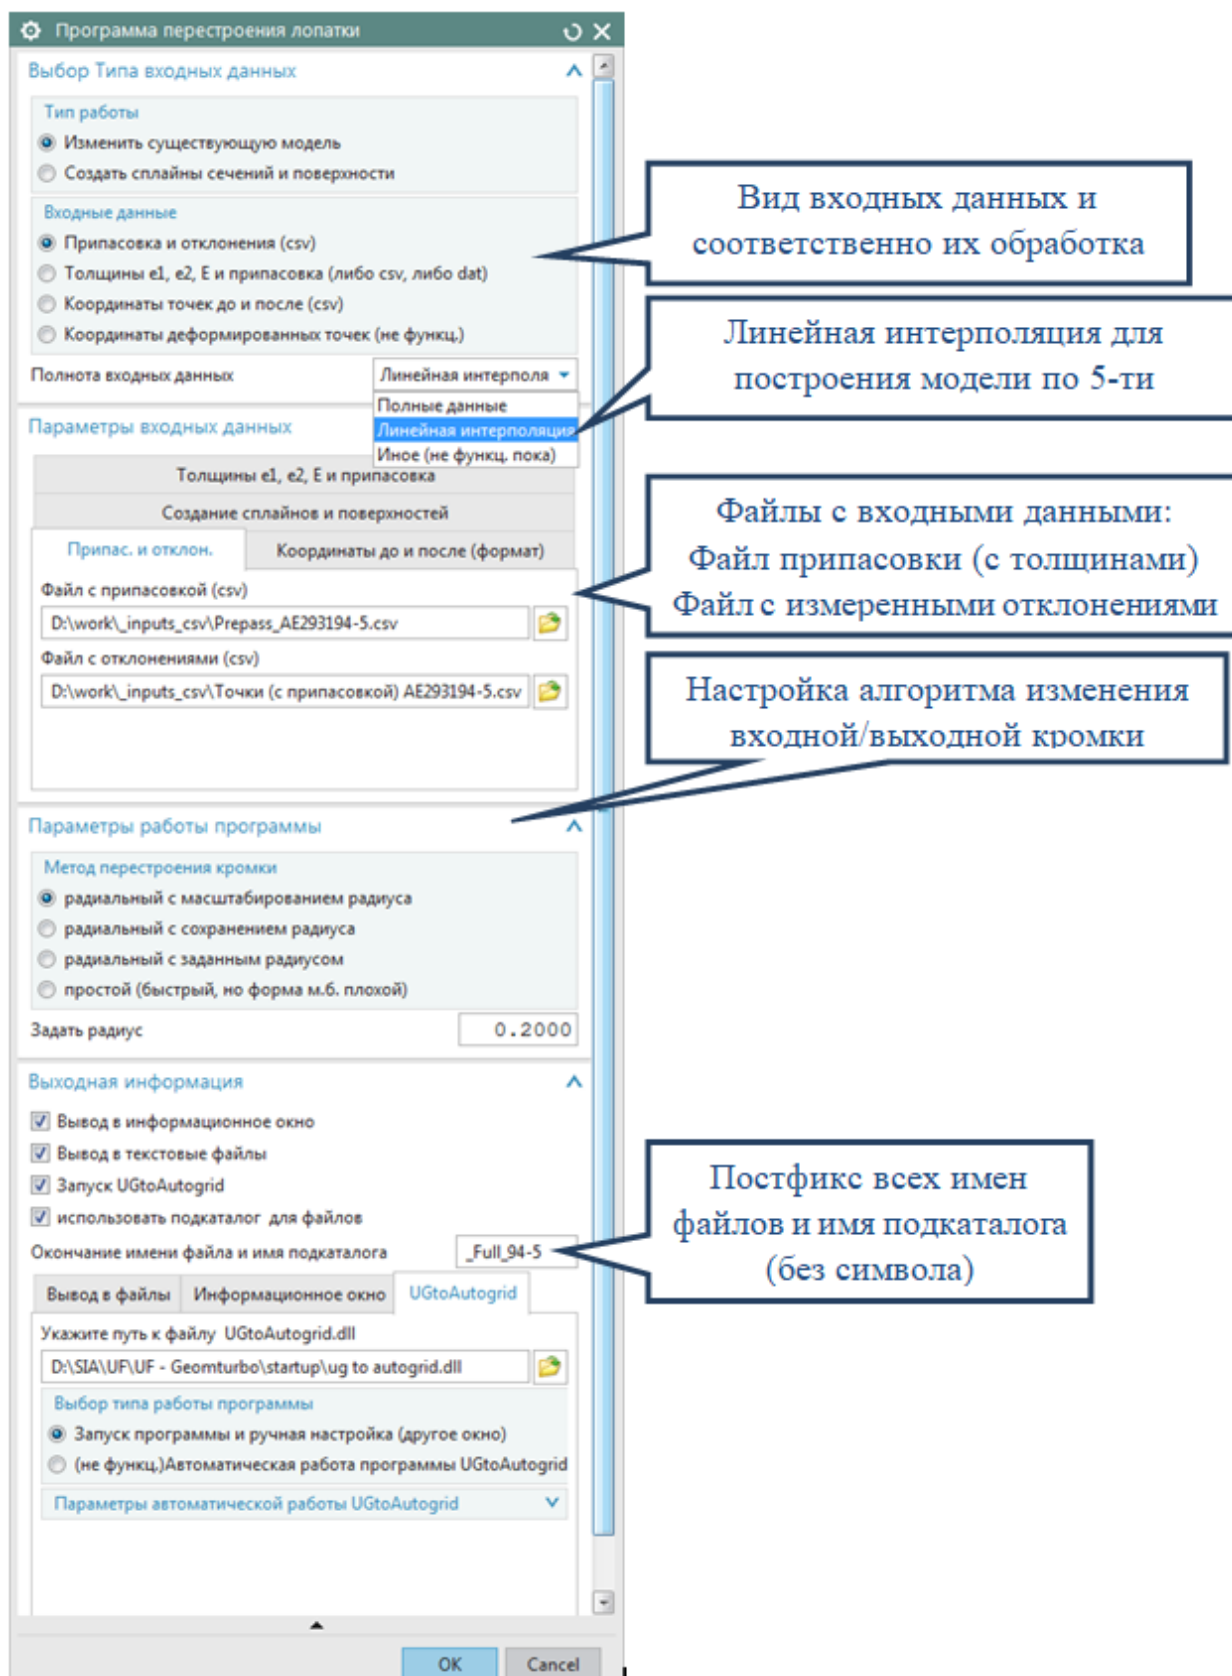 Программа перестроения лопатки
Выбор Типа входных данных
Тип работы
Изменить существующую модель
Создать сплайны сечений и поверхности
Входные данные
Припасовка и отклонения (csv)
Толщины e1, e2, E и припасовка (либо csv, либо dat)
Координаты точек до и после (csv)
Координаты деформированных точек (не функц.)
Полнота входных данных
Линейная интерполя
Полные данные
Линейная интерполяция
Иное (не функц. пока)
Параметры входных данных
Толщины e1, e2, E и припасовка
Создание сплайнов и поверхностей
Припас. и отклон.
Координаты до и после (формат)
Файл с припасовкой (csv)
D:\work\_inputs_csv\Prepass_AE293194-5.csv
Файл с отклонениями (csv)
D:\work\_inputs_csv\Точки (с припасовкой) AE293194-5.csv
Параметры работы программы
Метод перестроения кромки
радиальный с масштабированием радиуса
радиальный с сохранением радиуса
радиальный с заданным радиусом
простой (быстрый, но форма м.б. плохой)
Задать радиус
0.2000
Выходная информация
Вывод в информационное окно
Вывод в текстовые файлы
Запуск UGtoAutogrid
использовать подкаталог для файлов
Окончание имени файла и имя подкаталога
_Full_94-5
Вывод в файлы
Информационное окно
UGtoAutogrid
Укажите путь к файлу UGtoAutogrid.dll
D:\SIA\UF\UF - Geomturbo\startup\ug to autogrid.dll
Выбор типа работы программы
Запуск программы и ручная настройка (другое окно)
(не функц.)Автоматическая работа программы UGtoAutogrid
Параметры автоматической работы UGtoAutogrid
OK
Cancel
Вид входных данных и
соответственно их обработка
Линейная интерполяция для
построения модели по 5-ти
Файлы с входными данными:
Файл припасовки (с толщинами)
Файл с измеренными отклонениями
Настройка алгоритма изменения
входной/выходной кромки
Постфикс всех имен
файлов и имя подкаталога
(без символа)